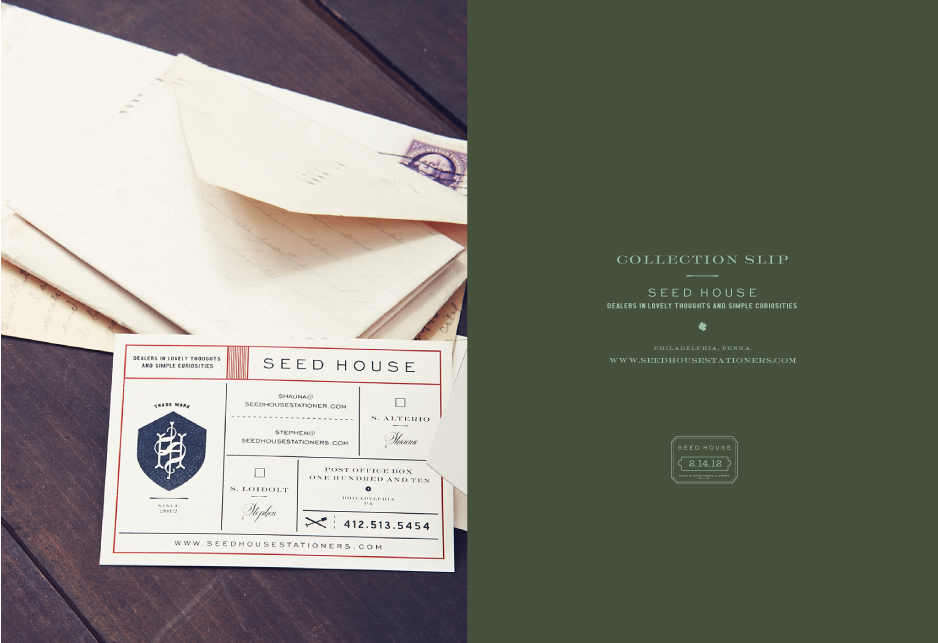 DEALERS IN LOVELY THOUGHTS
AND SIMPLE CURIOSITIES
SEED HOUSE
TRADE MARK
SINCE
2012
SHAUNA@
SEEDHOUSESTATIONER.COM
STEPHEN@
SEEDHOUSESTATIONERS.COM
S. ALTERIO
Shauna
S. LOIDOLT
Stephen
POST OFFICE BOX
ONE HUNDRED AND TEN
PHILADELPHIA
PA
412.513.5454
WWW.SEEDHOUSESTATIONERS.COM
COLLECTION SLIP
SEED HOUSE
DEALERS IN LOVELY THOUGHTS AND SIMPLE CURIOSITIES
PHILADELPHIA, PENNA.
WWW.SEEDHOUSESTATIONERS.COM
SEED HOUSE
2.14.12